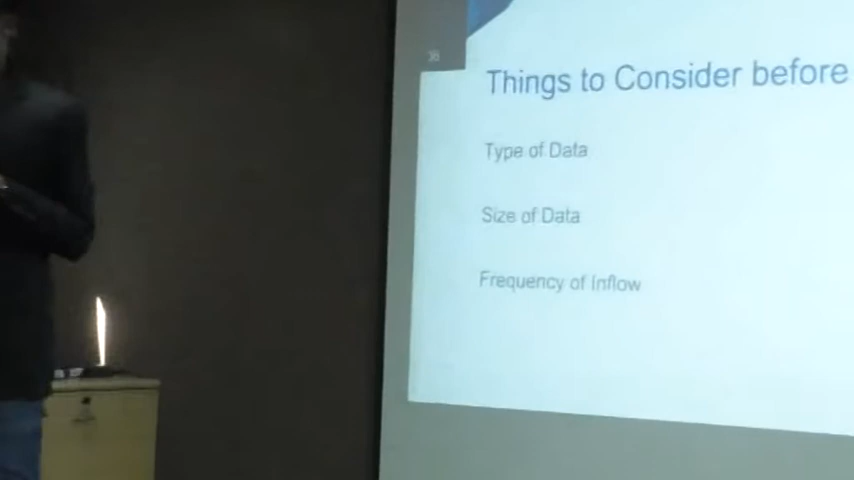 Things to Consider before
Type of Data
Size of Data
Frequency of Inflow